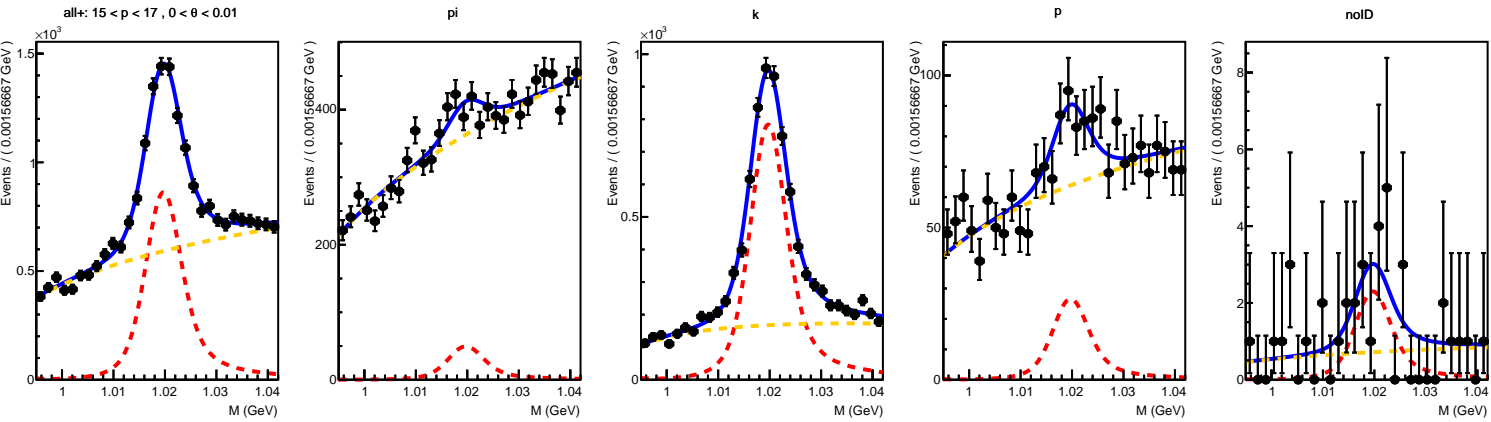 all+: 15 < p < 17 , 0 < θ < 0.01
×10³
Events / ( 0.00156667 GeV )
1.5
1
0.5
0
1 1.01 1.02 1.03 1.04
M (GeV)
pi
Events / ( 0.00156667 GeV )
400
200
0
1 1.01 1.02 1.03 1.04
M (GeV)
k
×10³
Events / ( 0.00156667 GeV )
1
0.5
0
1 1.01 1.02 1.03 1.04
M (GeV)
p
Events / ( 0.00156667 GeV )
100
50
0
1 1.01 1.02 1.03 1.04
M (GeV)
noID
Events / ( 0.00156667 GeV )
8
6
4
2
0
1 1.01 1.02 1.03 1.04
M (GeV)